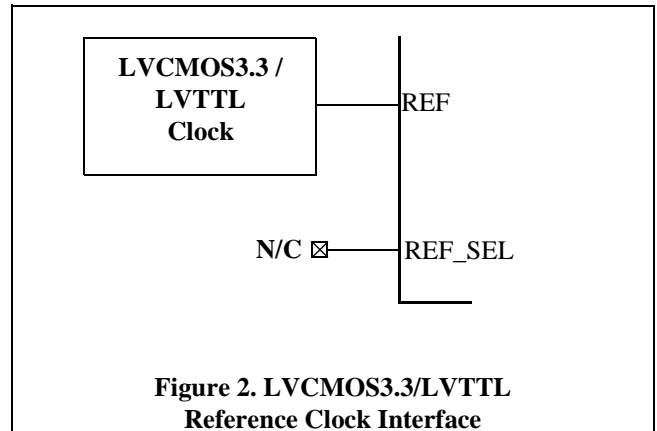 LVCMOS3.3 /
LVTTL
Clock
REF
N/C
REF_SEL
Figure 2. LVCMOS3.3/LVTTL
Reference Clock Interface